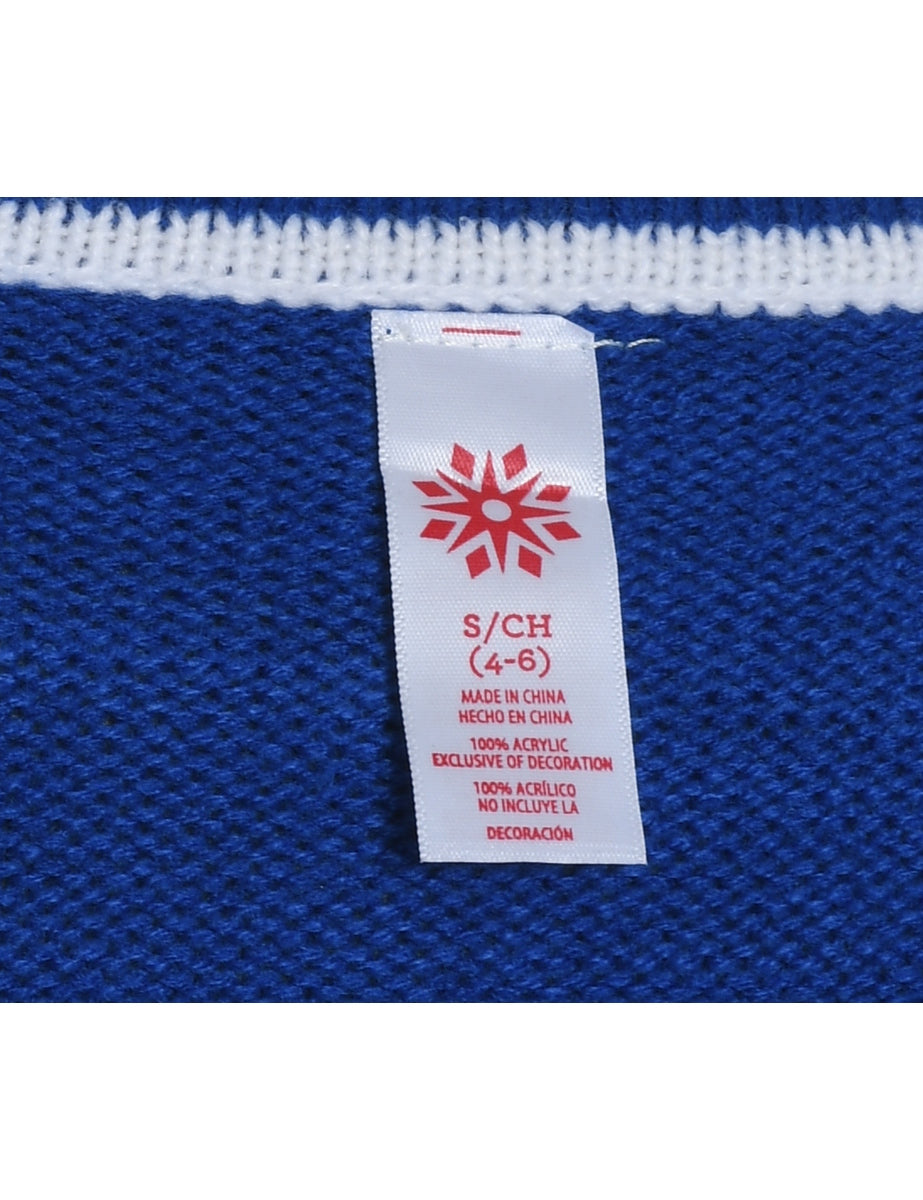 S/CH
(4-6)
MADE IN CHINA
HECHO EN CHINA
100% ACRYLIC
EXCLUSIVE OF DECORATION
100% ACRÍLICO
NO INCLUYE LA
DECORACIÓN